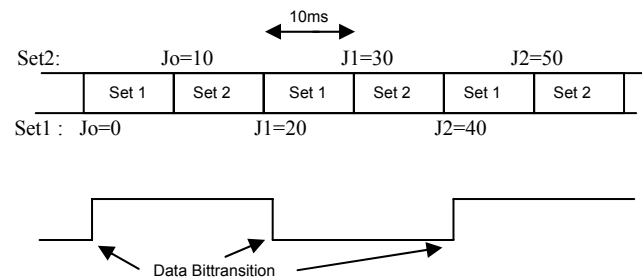 10ms
Set2: Jo=10 J1=30 J2=50
Set 1 Set 2 Set 1 Set 2 Set 1 Set 2
Set1 : Jo=0 J1=20 J2=40
Data Bittransition